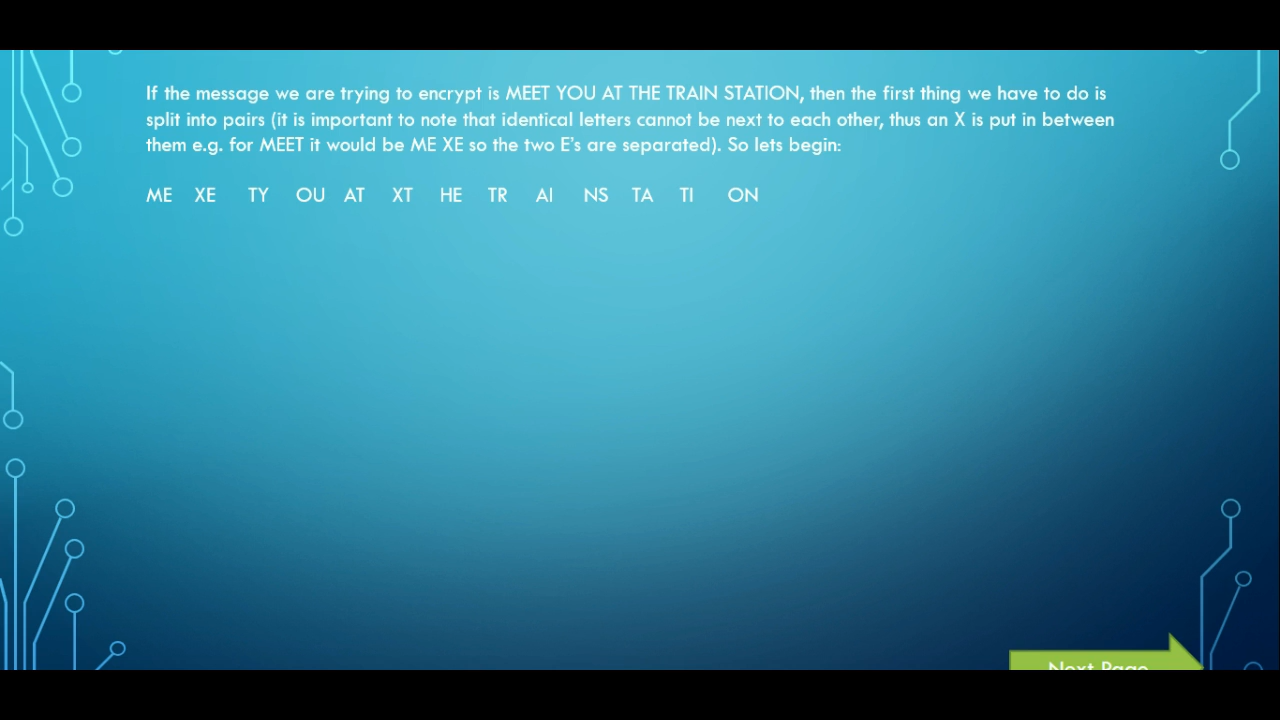 If the message we are trying to encrypt is MEET YOU AT THE TRAIN STATION, then the first thing we have to do is
split into pairs (it is important to note that identical letters cannot be next to each other, thus an X is put in between
them e.g. for MEET it would be ME XE so the two E's are separated). So lets begin:
ME XE TY OU AT XT HE TR AI NS TA TI ON
Next Page